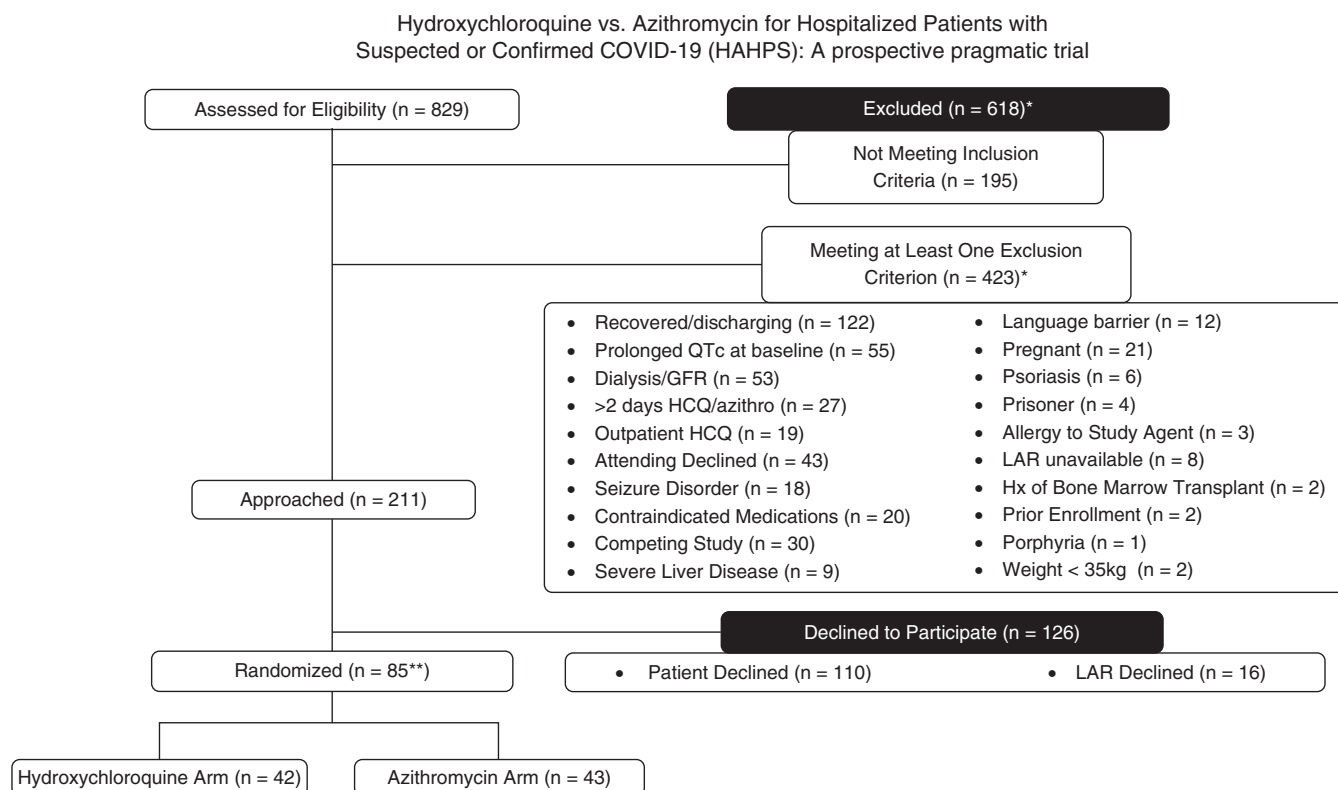 Hydroxychloroquine vs. Azithromycin for Hospitalized Patients with
Suspected or Confirmed COVID-19 (HAHPS): A prospective pragmatic trial
Assessed for Eligibility (n = 829)
Excluded (n = 618)*
Not Meeting Inclusion
Criteria (n = 195)
Meeting at Least One Exclusion
Criterion (n = 423)*
• Recovered/discharging (n = 122)
• Prolonged QTc at baseline (n = 55)
• Dialysis/GFR (n = 53)
• >2 days HCQ/azithro (n = 27)
• Outpatient HCQ (n = 19)
• Attending Declined (n = 43)
• Seizure Disorder (n = 18)
• Contraindicated Medications (n = 20)
• Competing Study (n = 30)
• Severe Liver Disease (n = 9)
• Language barrier (n = 12)
• Pregnant (n = 21)
• Psoriasis (n = 6)
• Prisoner (n = 4)
• Allergy to Study Agent (n = 3)
• LAR unavailable (n = 8)
• Hx of Bone Marrow Transplant (n = 2)
• Prior Enrollment (n = 2)
• Porphyria (n = 1)
• Weight < 35kg (n = 2)
Approached (n = 211)
Declined to Participate (n = 126)
• Patient Declined (n = 110)
• LAR Declined (n = 16)
Randomized (n = 85**)
Hydroxychloroquine Arm (n = 42)
Azithromycin Arm (n = 43)